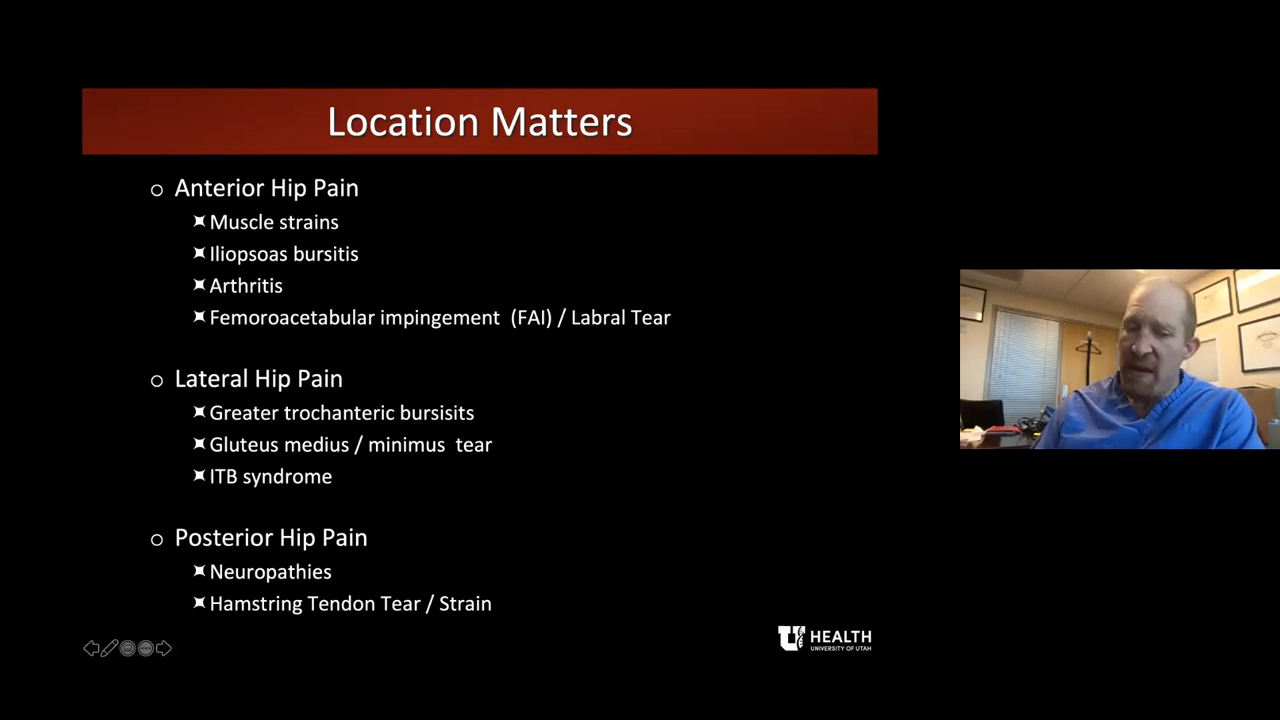 Location Matters
Anterior Hip Pain
Muscle strains
Iliopsoas bursitis
Arthritis
Femoroacetabular impingement (FAI) / Labral Tear
Lateral Hip Pain
Greater trochanteric bursisits
Gluteus medius / minimus tear
ITB syndrome
Posterior Hip Pain
Neuropathies
Hamstring Tendon Tear / Strain
U HEALTH
UNIVERSITY OF UTAH